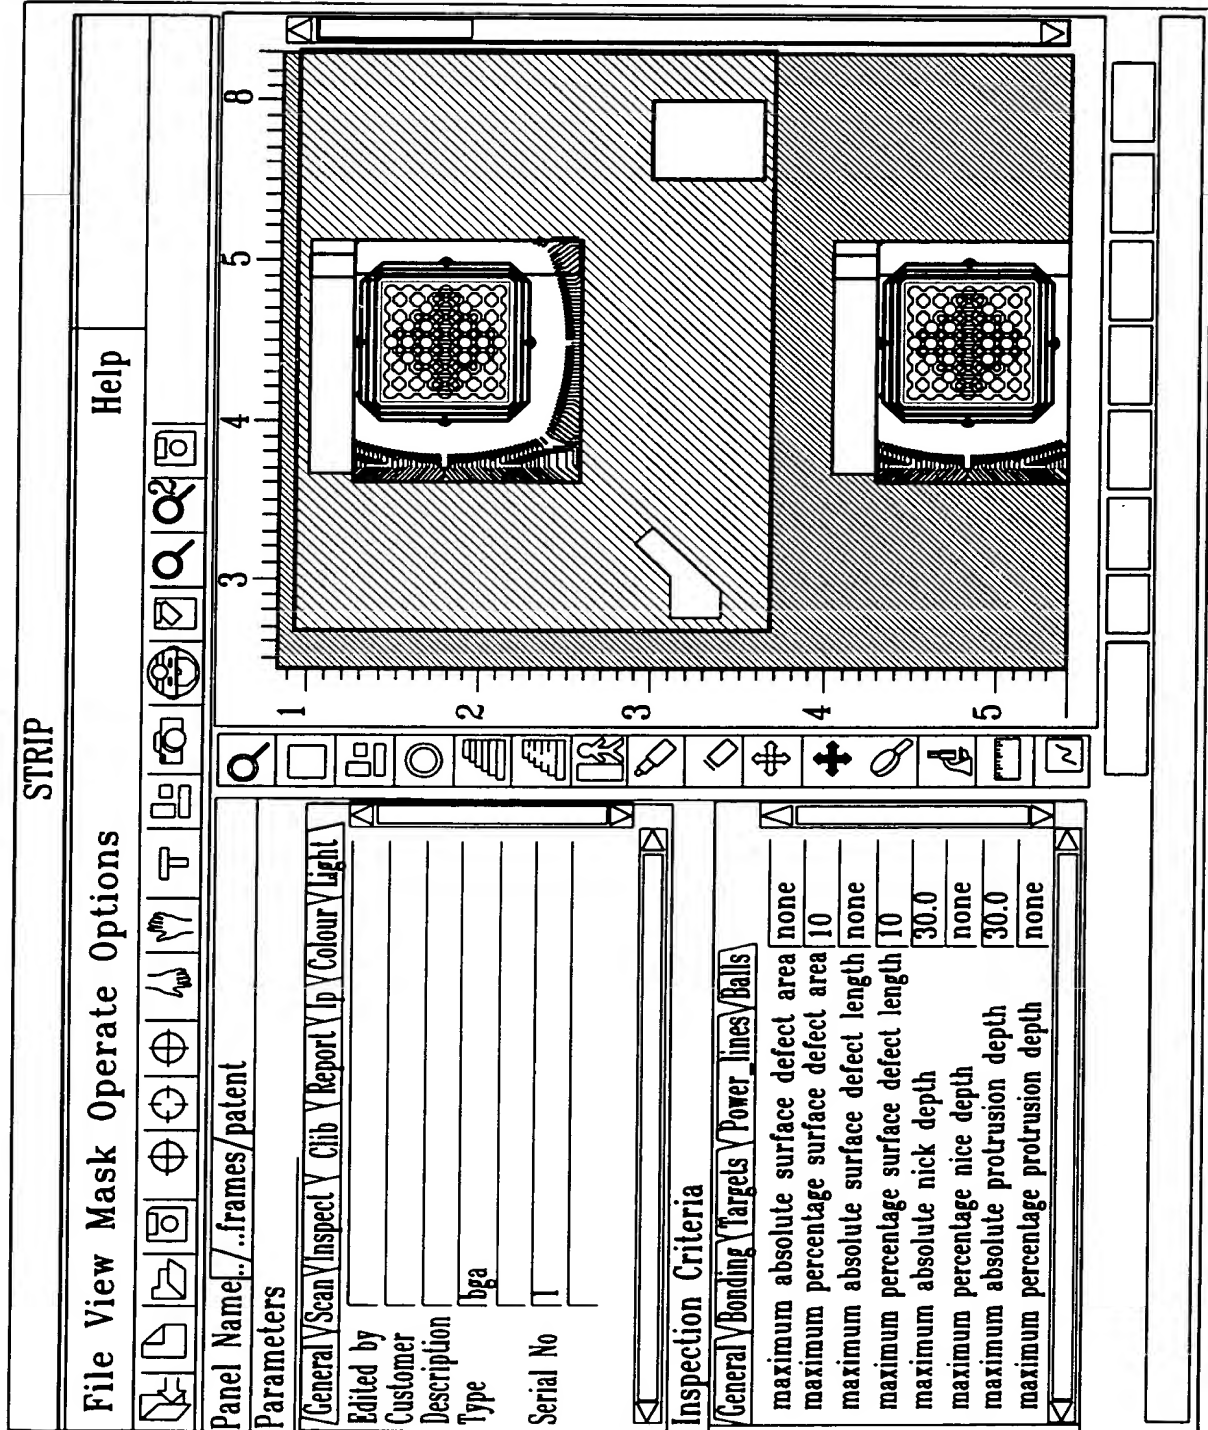 STRIP
File View Mask Operate Options Help
2
Panel Name ../..frames/patent
Parameters
General Scan Inspect Clib Report Ip Colour Light
Edited by
Customer
Description
Type bga
Serial No 1
Inspection Criteria
General Bonding Targets Power_lines Balls
maximum absolute surface defect area none
maximum percentage surface defect area 10
maximum absolute surface defect length none
maximum percentage surface defect length 10
maximum absolute nick depth 30.0
maximum percentage nice depth none
maximum absolute protrusion depth 30.0
maximum percentage protrusion depth none
3 4 5 8
1
2
3
4
5